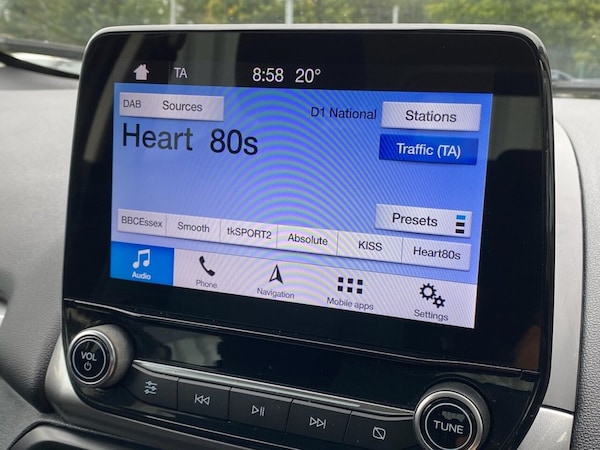 TA 8:58 20°
DAB Sources
D1 National Stations
Heart 80s
Traffic (TA)
Presets
BBCEssex Smooth tkSPORT2 Absolute KISS Heart80s
Audio Phone Navigation Mobile apps Settings
VOL
TUNE